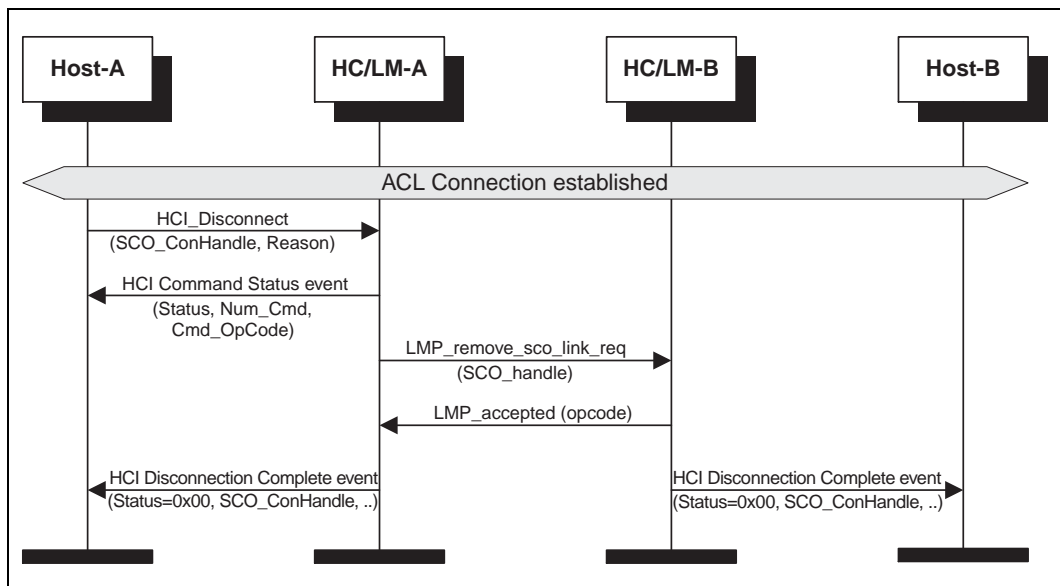 Host-A
HC/LM-A
HC/LM-B
Host-B
ACL Connection established
HCI_Disconnect
(SCO_ConHandle, Reason)
HCI Command Status event
(Status, Num_Cmd,
Cmd_OpCode)
LMP_remove_sco_link_req
(SCO_handle)
LMP_accepted (opcode)
HCI Disconnection Complete event
(Status=0x00, SCO_ConHandle, ..)
HCI Disconnection Complete event
(Status=0x00, SCO_ConHandle, ..)